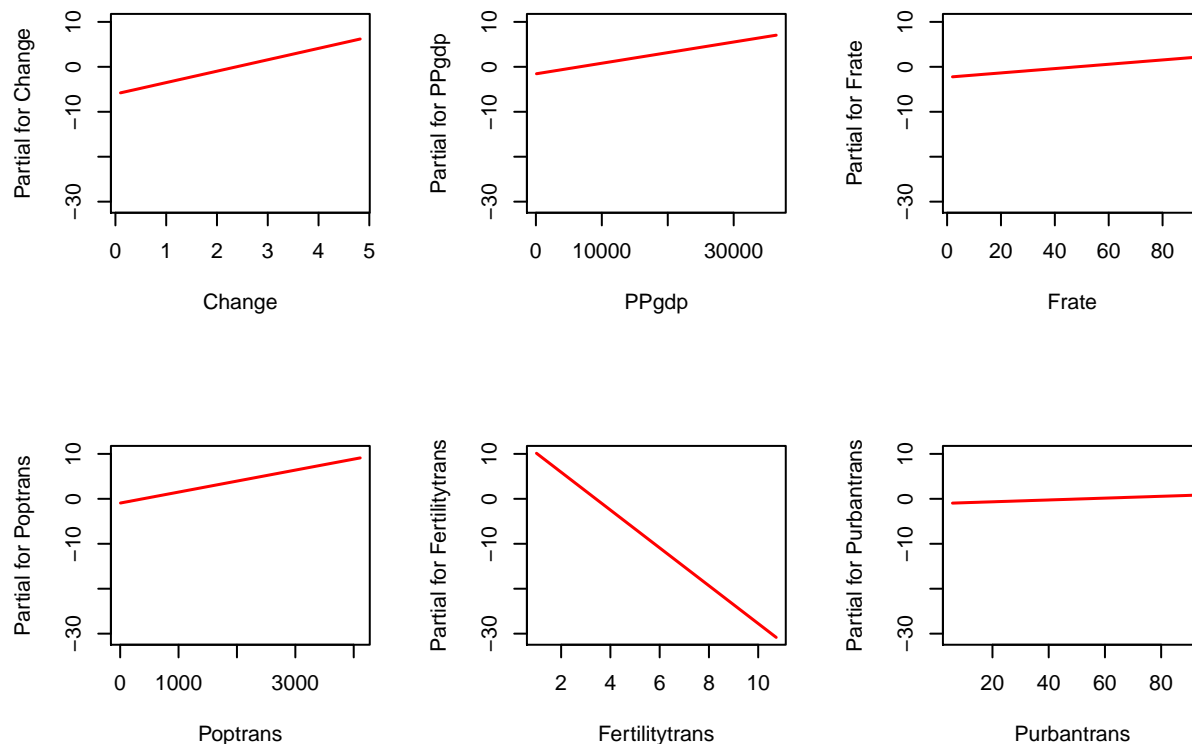 Partial for Change
10
0
−10
−30
0 1 2 3 4 5
Change
Partial for PPgdp
10
0
−10
−30
0 10000 30000
PPgdp
Partial for Frate
10
0
−10
−30
0 20 40 60 80
Frate
Partial for Poptrans
10
0
−10
−30
0 1000 3000
Poptrans
Partial for Fertilitytrans
10
0
−10
−30
2 4 6 8 10
Fertilitytrans
Partial for Purbantrans
10
0
−10
−30
20 40 60 80
Purbantrans